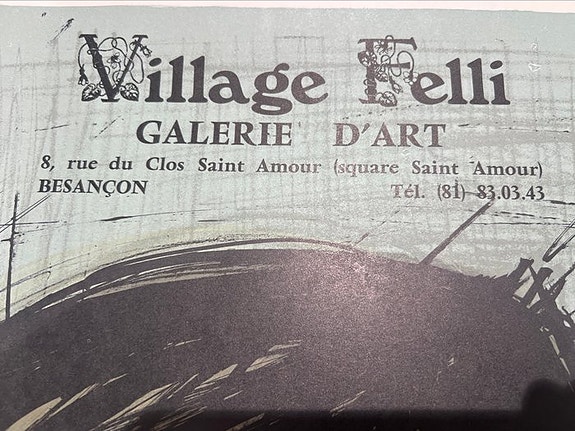 Village Felli
GALERIE D'ART
8, rue du Clos Saint Amour (square Saint Amour)
BESANÇON Tél. (81) 83.03.43